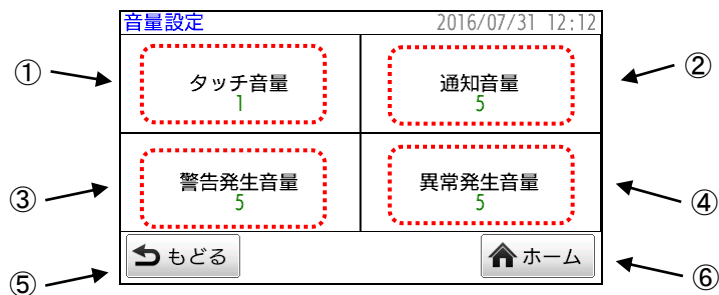 音量設定 2016/07/31 12:12
① タッチ音量 通知音量 ②
1 5
③ 警告発生音量 異常発生音量 ④
5 5
⑤ もどる ホーム ⑥